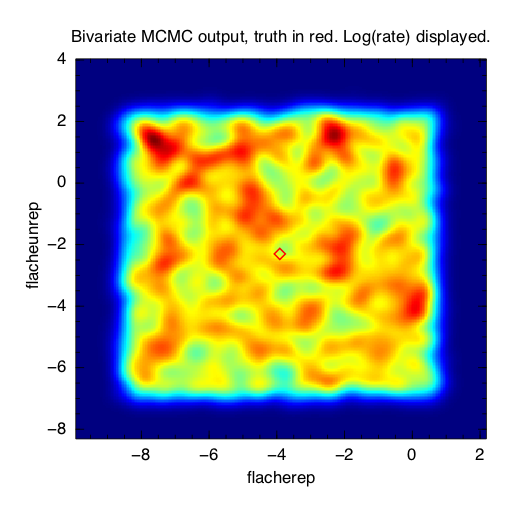 Bivariate MCMC output, truth in red. Log(rate) displayed.
4
2
0
−2
−4
−6
−8
flacheunrep
−8 −6 −4 −2 0 2
flacherep